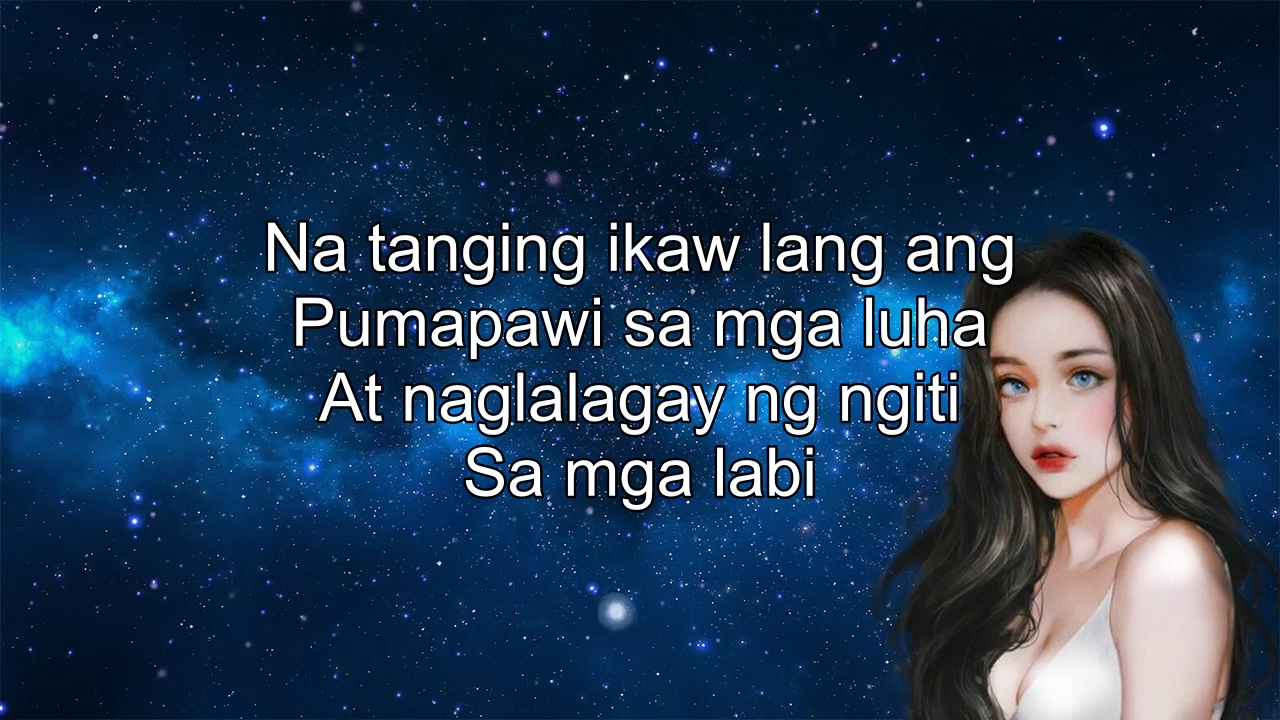 Na tanging ikaw lang ang
Pumapawi sa mga luha
At naglalagay ng ngiti
Sa mga labi